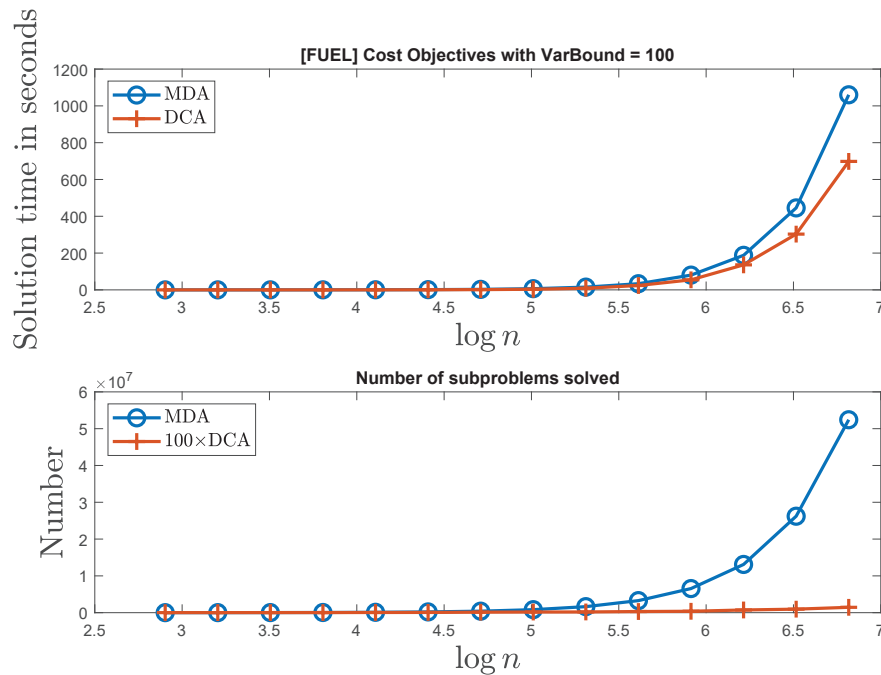 [FUEL] Cost Objectives with VarBound = 100
Solution time in seconds
1200
1000
800
600
400
200
0
MDA
DCA
2.5 3 3.5 4 4.5 5 5.5 6 6.5 7
log n
Number of subproblems solved
×10^7
Number
6
5
4
3
2
1
0
MDA
100×DCA
2.5 3 3.5 4 4.5 5 5.5 6 6.5 7
log n